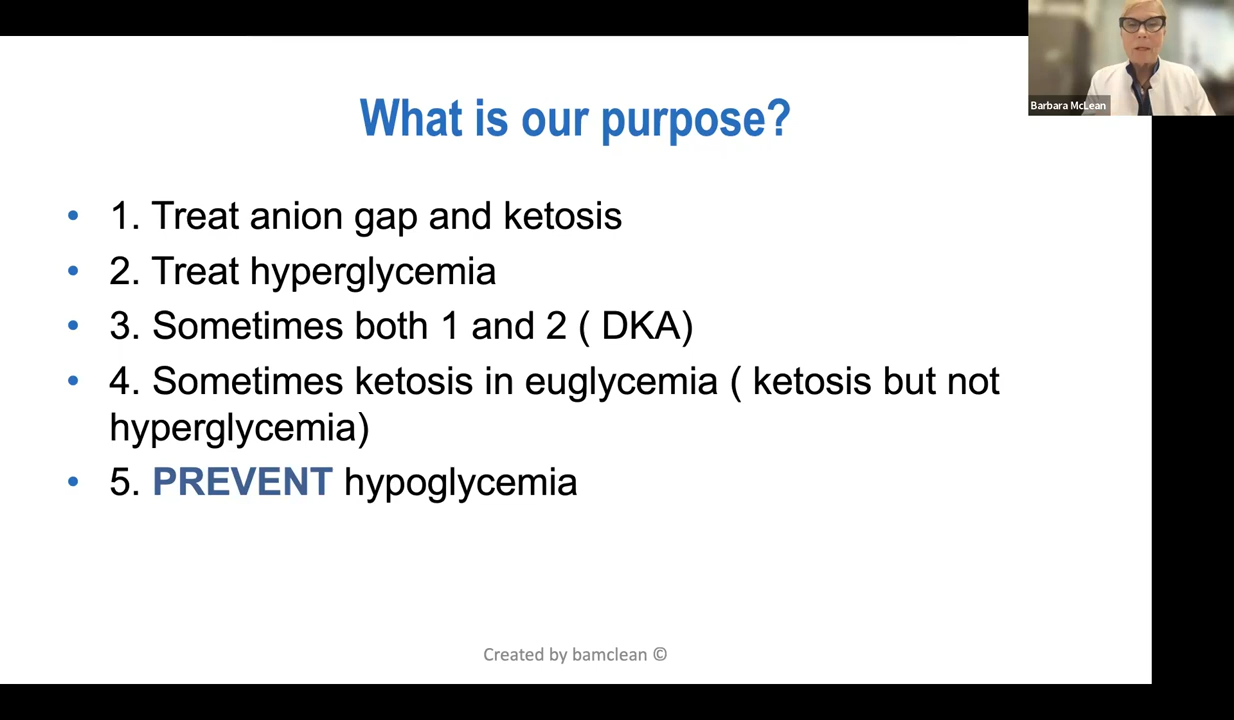 What is our purpose?
Barbara McLean
• 1. Treat anion gap and ketosis
• 2. Treat hyperglycemia
• 3. Sometimes both 1 and 2 ( DKA)
• 4. Sometimes ketosis in euglycemia ( ketosis but not
hyperglycemia)
• 5. PREVENT hypoglycemia
Created by bamclean ©